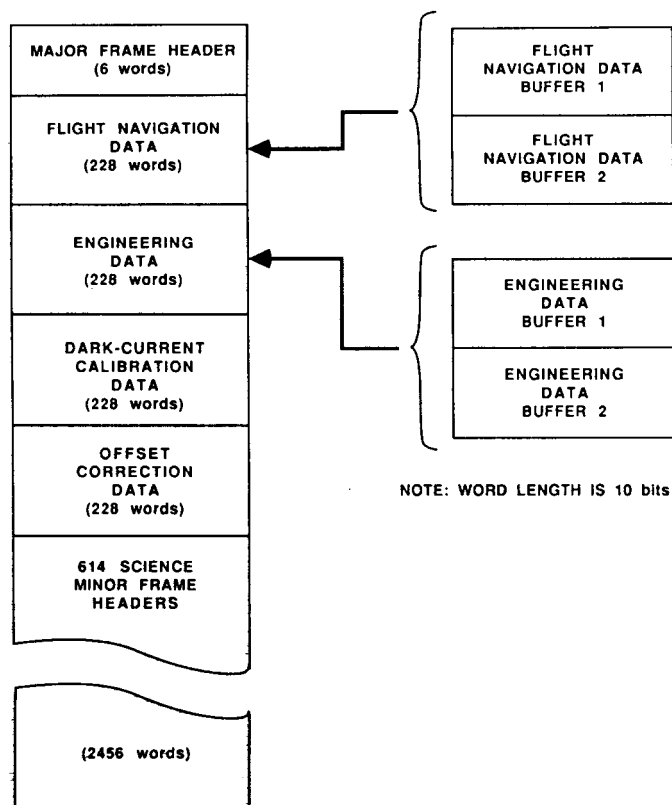 MAJOR FRAME HEADER
(6 words)
FLIGHT NAVIGATION
DATA
(228 words)
ENGINEERING
DATA
(228 words)
DARK-CURRENT
CALIBRATION
DATA
(228 words)
OFFSET
CORRECTION
DATA
(228 words)
614 SCIENCE
MINOR FRAME
HEADERS
(2456 words)
FLIGHT
NAVIGATION DATA
BUFFER 1
FLIGHT
NAVIGATION DATA
BUFFER 2
ENGINEERING
DATA
BUFFER 1
ENGINEERING
DATA
BUFFER 2
NOTE: WORD LENGTH IS 10 bits